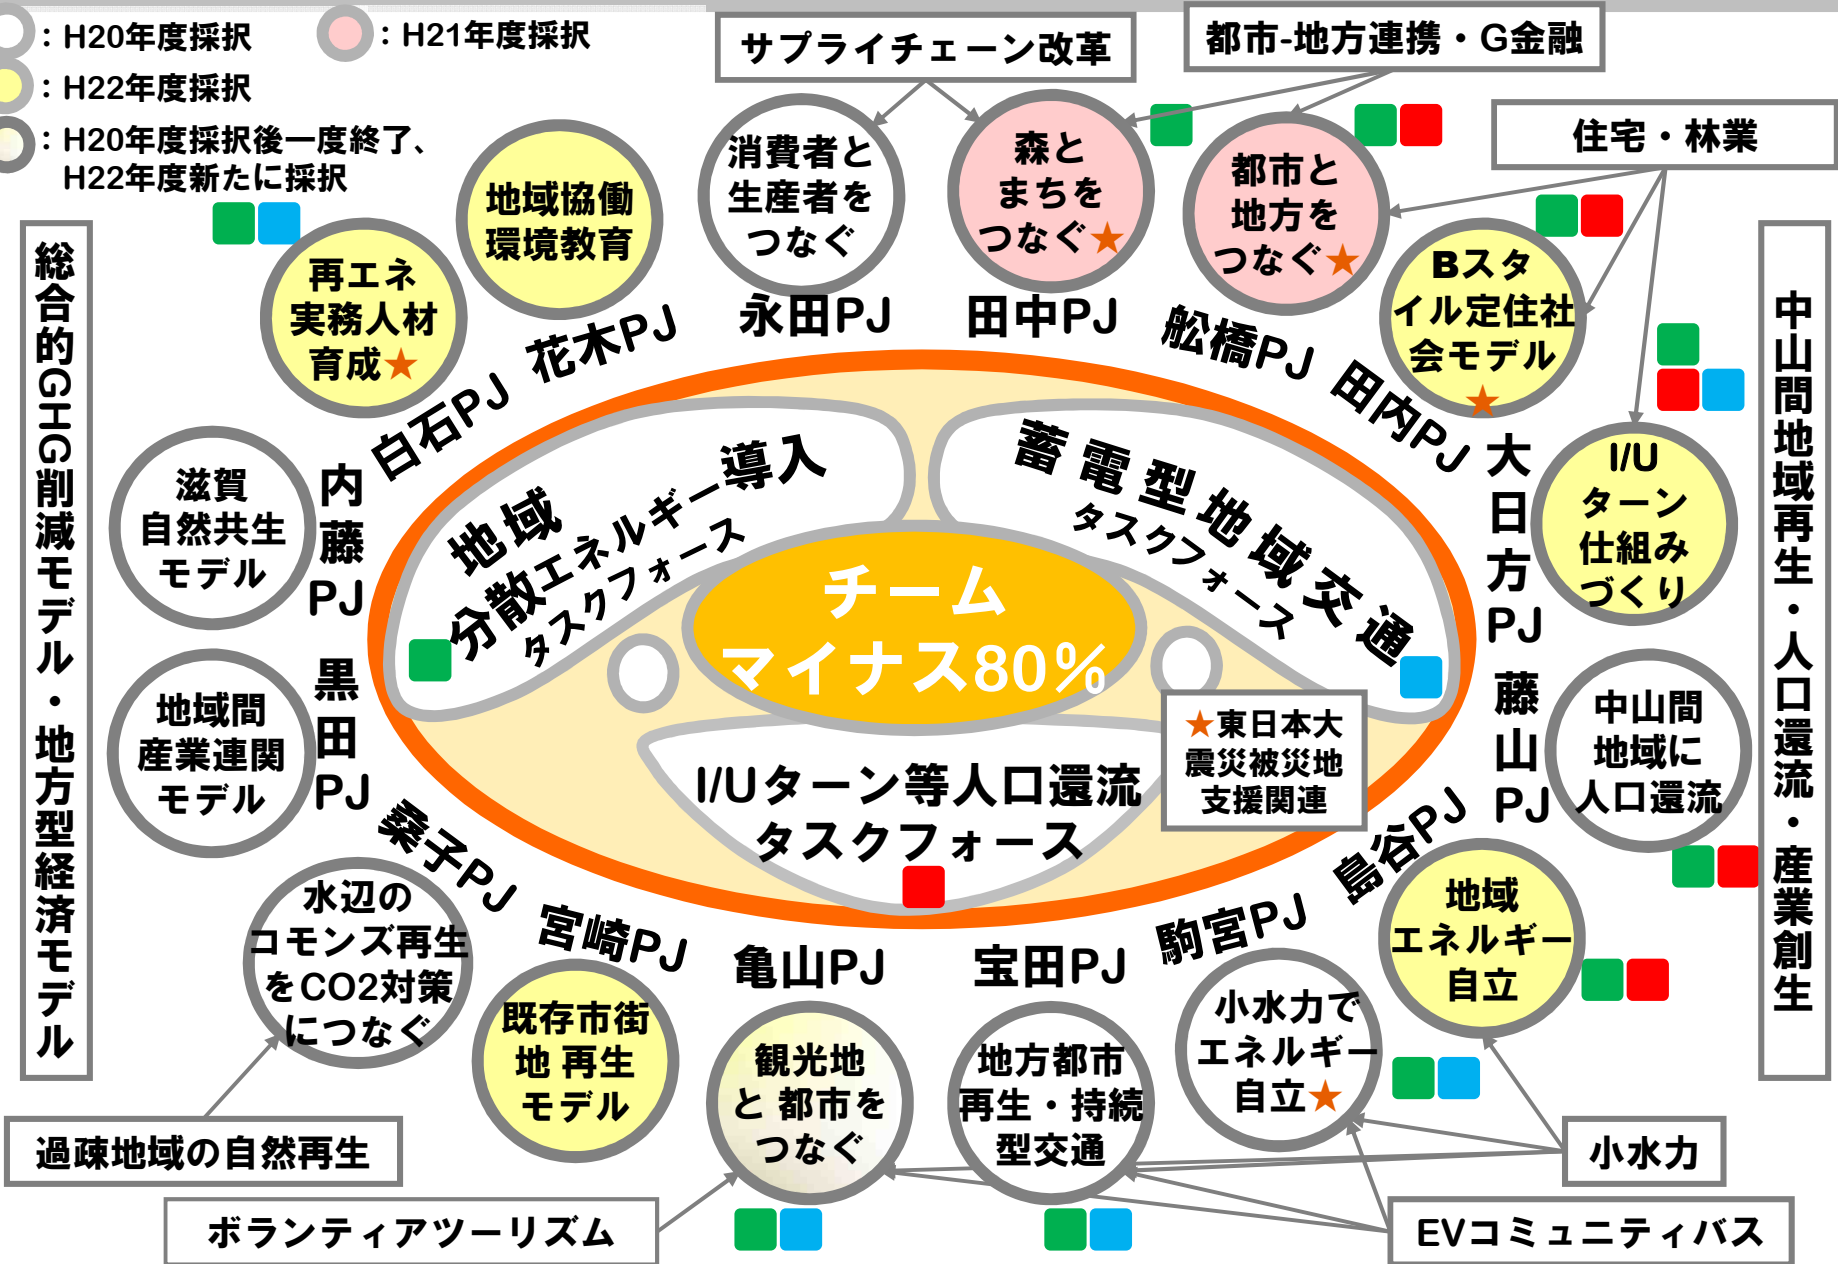 ：H20年度採択
：H21年度採択
：H22年度採択
：H20年度採択後一度終了、
H22年度新たに採択
サプライチェーン改革
都市-地方連携・G金融
住宅・林業
総合的GHG削減モデル・地方型経済モデル
中山間地域再生・人口還流・産業創生
再エネ
実務人材
育成★
地域協働
環境教育
消費者と
生産者を
つなぐ
森と
まちを
つなぐ★
都市と
地方を
つなぐ★
Bスタ
イル定住社
会モデル
★
I/U
ターン
仕組み
づくり
中山間
地域に
人口還流
地域
エネルギー
自立
小水力で
エネルギー
自立★
地方都市
再生・持続
型交通
観光地
と 都市を
つなぐ
既存市街
地 再生
モデル
水辺の
コモンズ再生
をCO2対策
につなぐ
地域間
産業連関
モデル
滋賀
自然共生
モデル
白石PJ
花木PJ
永田PJ
田中PJ
舩橋PJ
田内PJ
大日方PJ
藤山PJ
島谷PJ
駒宮PJ
宝田PJ
亀山PJ
宮崎PJ
桑子PJ
黒田PJ
内藤PJ
地域
分散エネルギー導入
タスクフォース
蓄電型地域交通
タスクフォース
チーム
マイナス80%
I/Uターン等人口還流
タスクフォース
★東日本大
震災被災地
支援関連
過疎地域の自然再生
ボランティアツーリズム
小水力
EVコミュニティバス